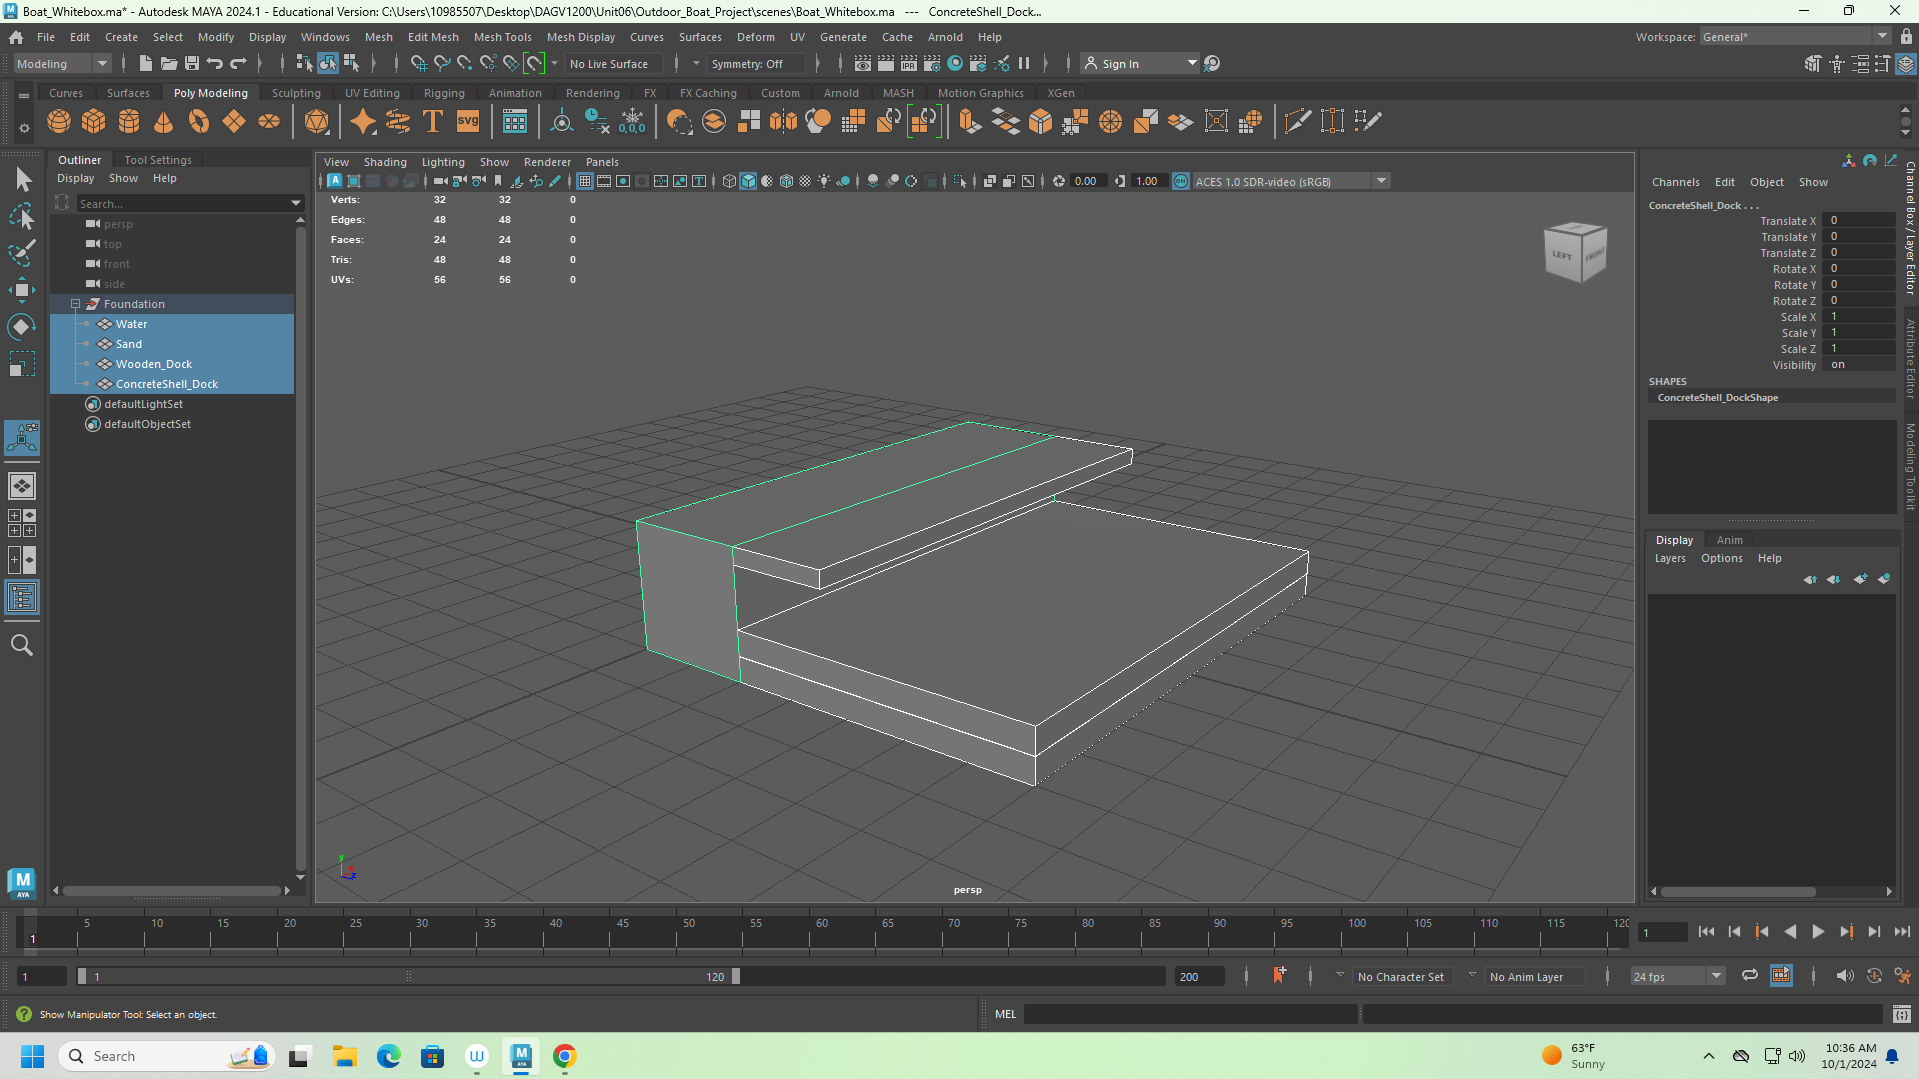 Boat_Whitebox.ma* - Autodesk MAYA 2024.1 - Educational Version: C:\Users\10985507\Desktop\DAGV1200\Unit06\Outdoor_Boat_Project\scenes\Boat_Whitebox.ma --- ConcreteShell_Dock...
File Edit Create Select Modify Display Windows Mesh Edit Mesh Mesh Tools Mesh Display Curves Surfaces Deform UV Generate Cache Arnold Help
Workspace: General*
Modeling
No Live Surface
Symmetry: Off
Sign In
Curves Surfaces Poly Modeling Sculpting UV Editing Rigging Animation Rendering FX FX Caching Custom Arnold MASH Motion Graphics XGen
Outliner Tool Settings
Display Show Help
Search...
persp
top
front
side
Foundation
Water
Sand
Wooden_Dock
ConcreteShell_Dock
defaultLightSet
defaultObjectSet
View Shading Lighting Show Renderer Panels
0.00
1.00
ACES 1.0 SDR-video (sRGB)
Verts: 32 32 0
Edges: 48 48 0
Faces: 24 24 0
Tris: 48 48 0
UVs: 56 56 0
LEFT
FRONT
persp
Channels Edit Object Show
ConcreteShell_Dock . . .
Translate X 0
Translate Y 0
Translate Z 0
Rotate X 0
Rotate Y 0
Rotate Z 0
Scale X 1
Scale Y 1
Scale Z 1
Visibility on
SHAPES
ConcreteShell_DockShape
Channel Box / Layer Editor
Attribute Editor
Modeling Toolkit
Display Anim
Layers Options Help
5 10 15 20 25 30 35 40 45 50 55 60 65 70 75 80 85 90 95 100 105 110 115 120
1
1
1
1
120
200
No Character Set
No Anim Layer
24 fps
Show Manipulator Tool: Select an object.
MEL
Search
63°F
Sunny
10:36 AM
10/1/2024